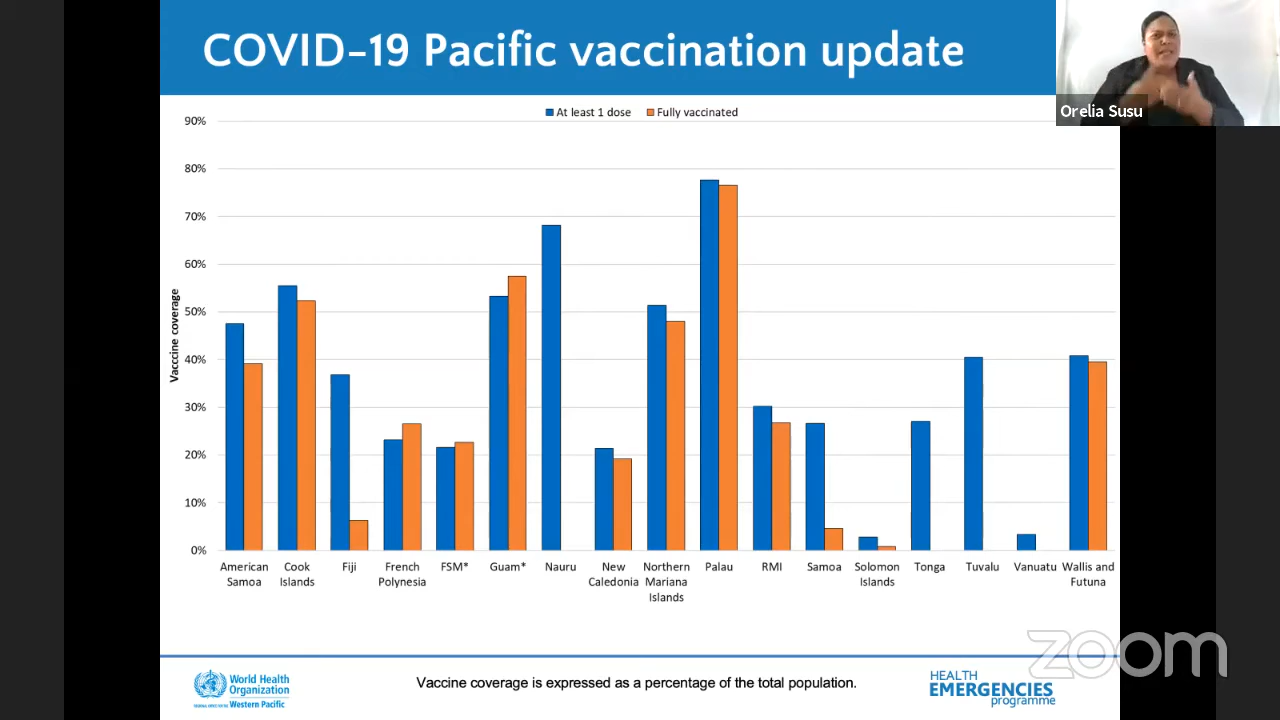 COVID-19 Pacific vaccination update
Orelia Susu
At least 1 dose Fully vaccinated
90%
80%
70%
60%
50%
40%
30%
20%
10%
0%
Vaccine coverage
American Samoa
Cook Islands
Fiji
French Polynesia
FSM*
Guam*
Nauru
New Caledonia
Northern Mariana Islands
Palau
RMI
Samoa
Solomon Islands
Tonga
Tuvalu
Vanuatu
Wallis and Futuna
zoom
World Health
Organization
Western Pacific
Vaccine coverage is expressed as a percentage of the total population.
HEALTH
EMERGENCIES
programme